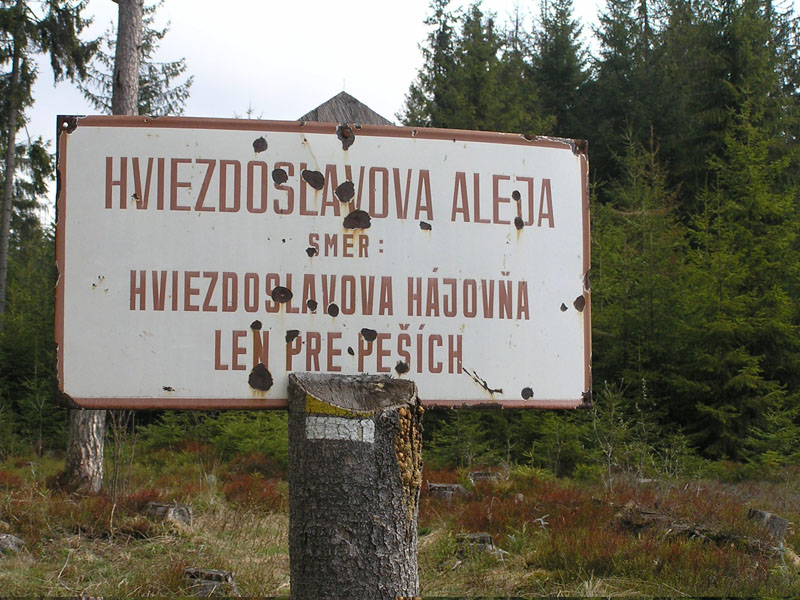 HVIEZDOSLAVOVA ALEJA
SMER:
HVIEZDOSLAVOVA HÁJOVŇA
LEN PRE PEŠÍCH